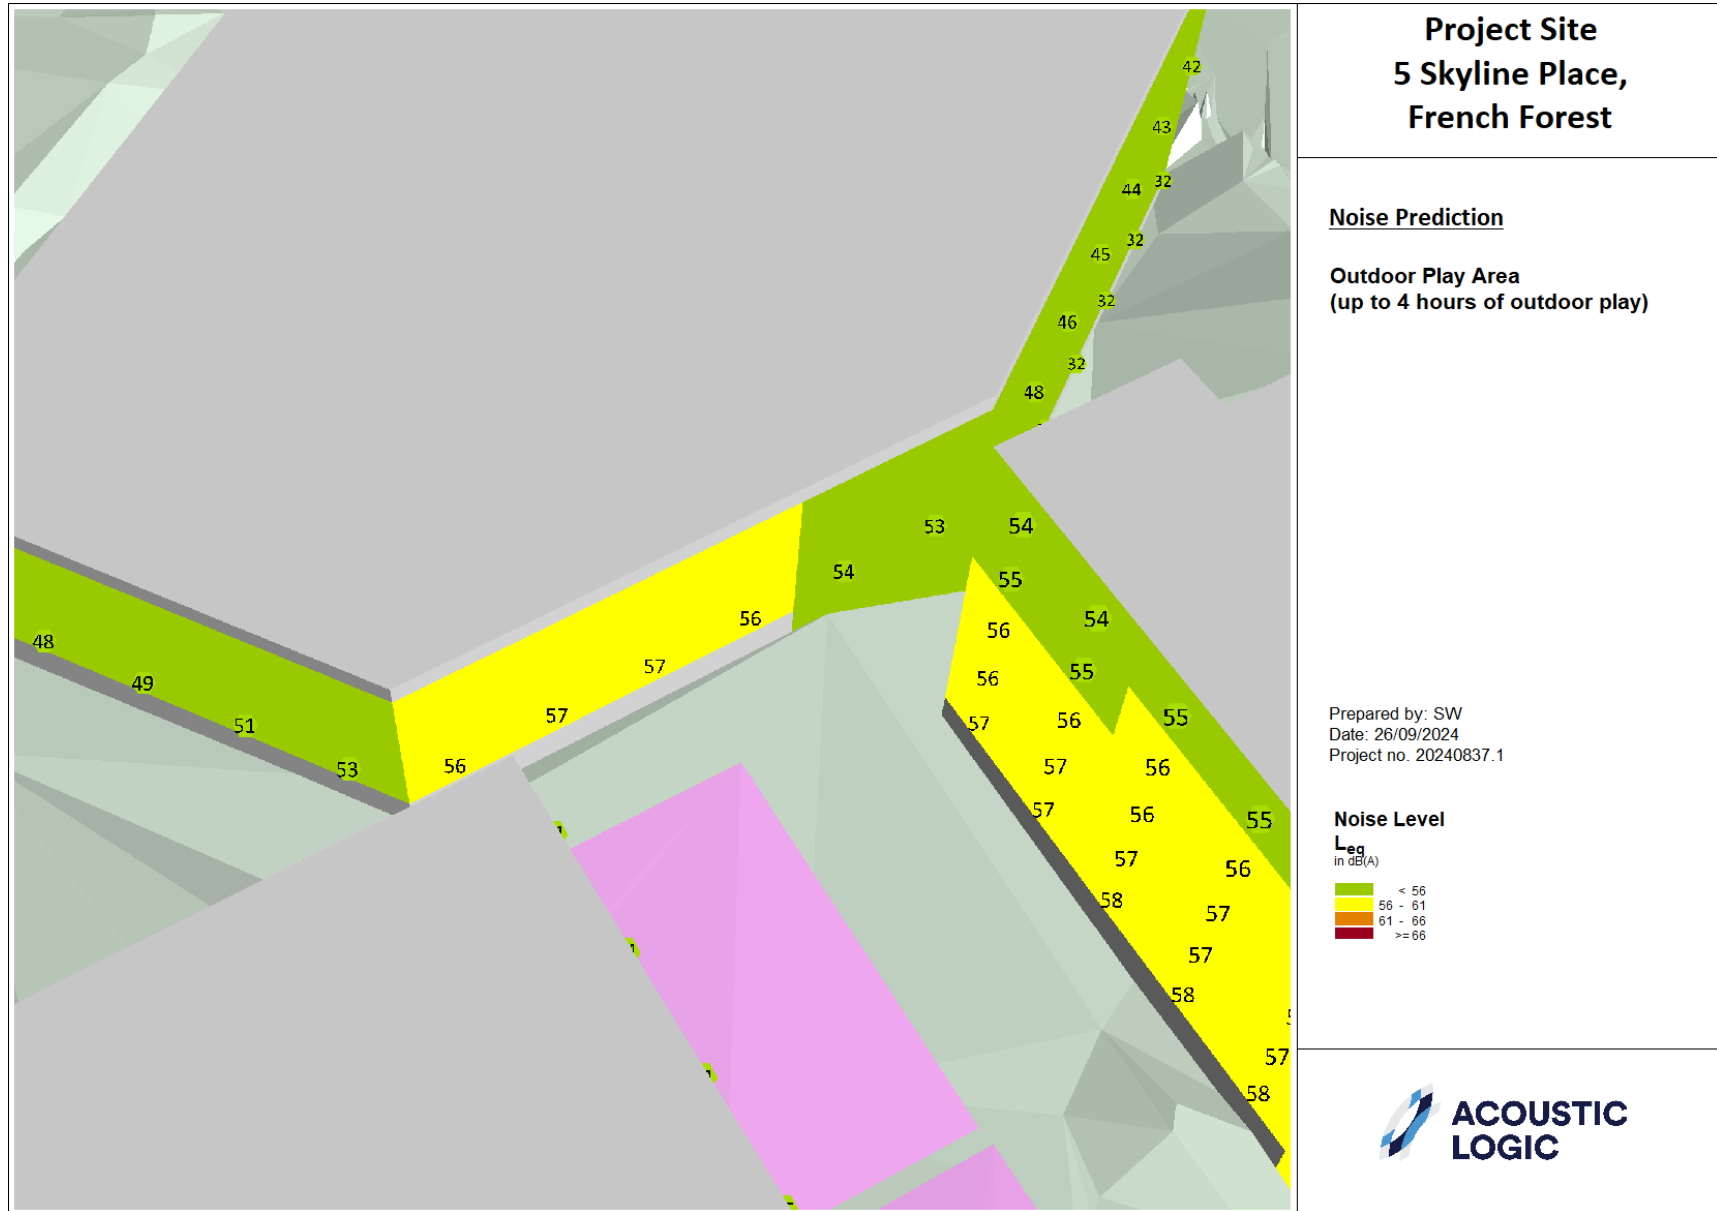 Project Site
5 Skyline Place,
French Forest
Noise Prediction
Outdoor Play Area
(up to 4 hours of outdoor play)
Prepared by: SW
Date: 26/09/2024
Project no. 20240837.1
Noise Level
Leq
in dB(A)
< 56
56 - 61
61 - 66
>=66
ACOUSTIC
LOGIC
42
43
44 32
45 32
46 32
48 32
53 54
54 55
56 54
56 55
57 56 55
57 56
57 56 55
57 56
58 57
57
58
57
58
48
49
51
53
56
57
57
56